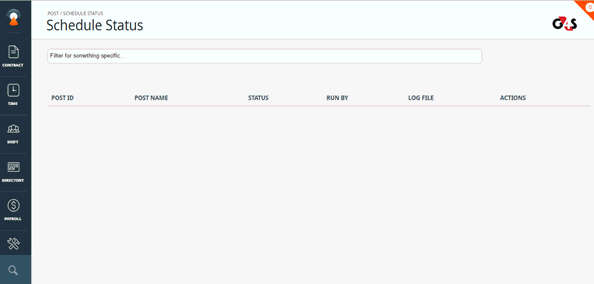 POST / SCHEDULE STATUS
0
Schedule Status
G4S
Filter for something specific..
CONTRACT
POST ID POST NAME STATUS RUN BY LOG FILE ACTIONS
TIME
SHIFT
DIRECTORY
PAYROLL